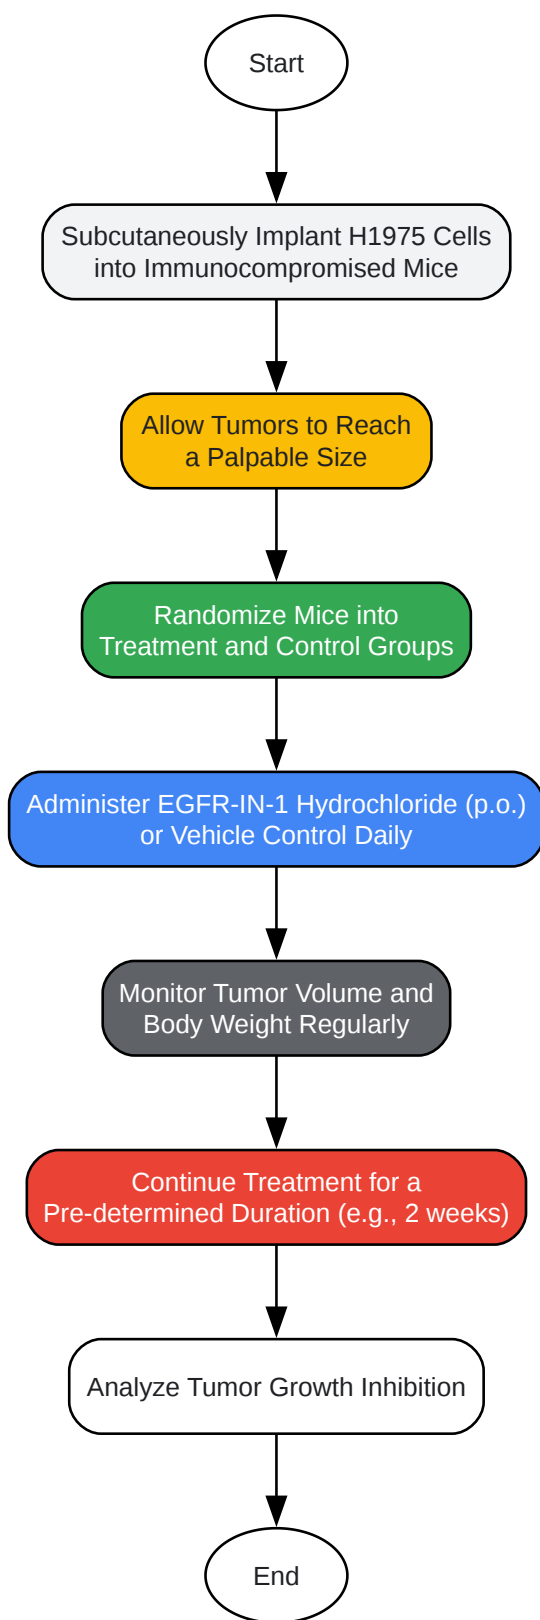 Start
Subcutaneously Implant H1975 Cells
into Immunocompromised Mice
Allow Tumors to Reach
a Palpable Size
Randomize Mice into
Treatment and Control Groups
Administer EGFR-IN-1 Hydrochloride (p.o.)
or Vehicle Control Daily
Monitor Tumor Volume and
Body Weight Regularly
Continue Treatment for a
Pre-determined Duration (e.g., 2 weeks)
Analyze Tumor Growth Inhibition
End